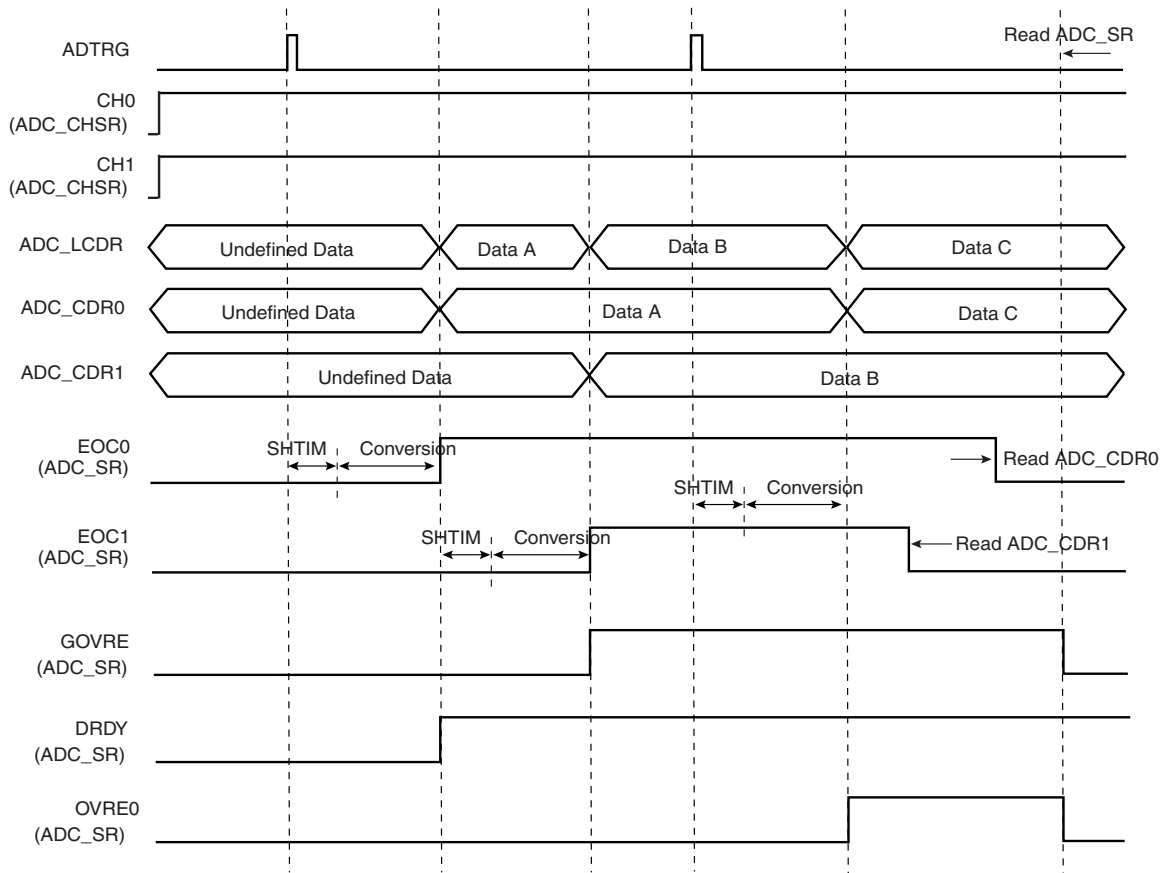 ADTRG
Read ADC_SR
CH0
(ADC_CHSR)
CH1
(ADC_CHSR)
ADC_LCDR
Undefined Data
Data A
Data B
Data C
ADC_CDR0
Undefined Data
Data A
Data C
ADC_CDR1
Undefined Data
Data B
EOC0
(ADC_SR)
SHTIM
Conversion
Read ADC_CDR0
SHTIM
Conversion
EOC1
(ADC_SR)
SHTIM
Conversion
Read ADC_CDR1
GOVRE
(ADC_SR)
DRDY
(ADC_SR)
OVRE0
(ADC_SR)